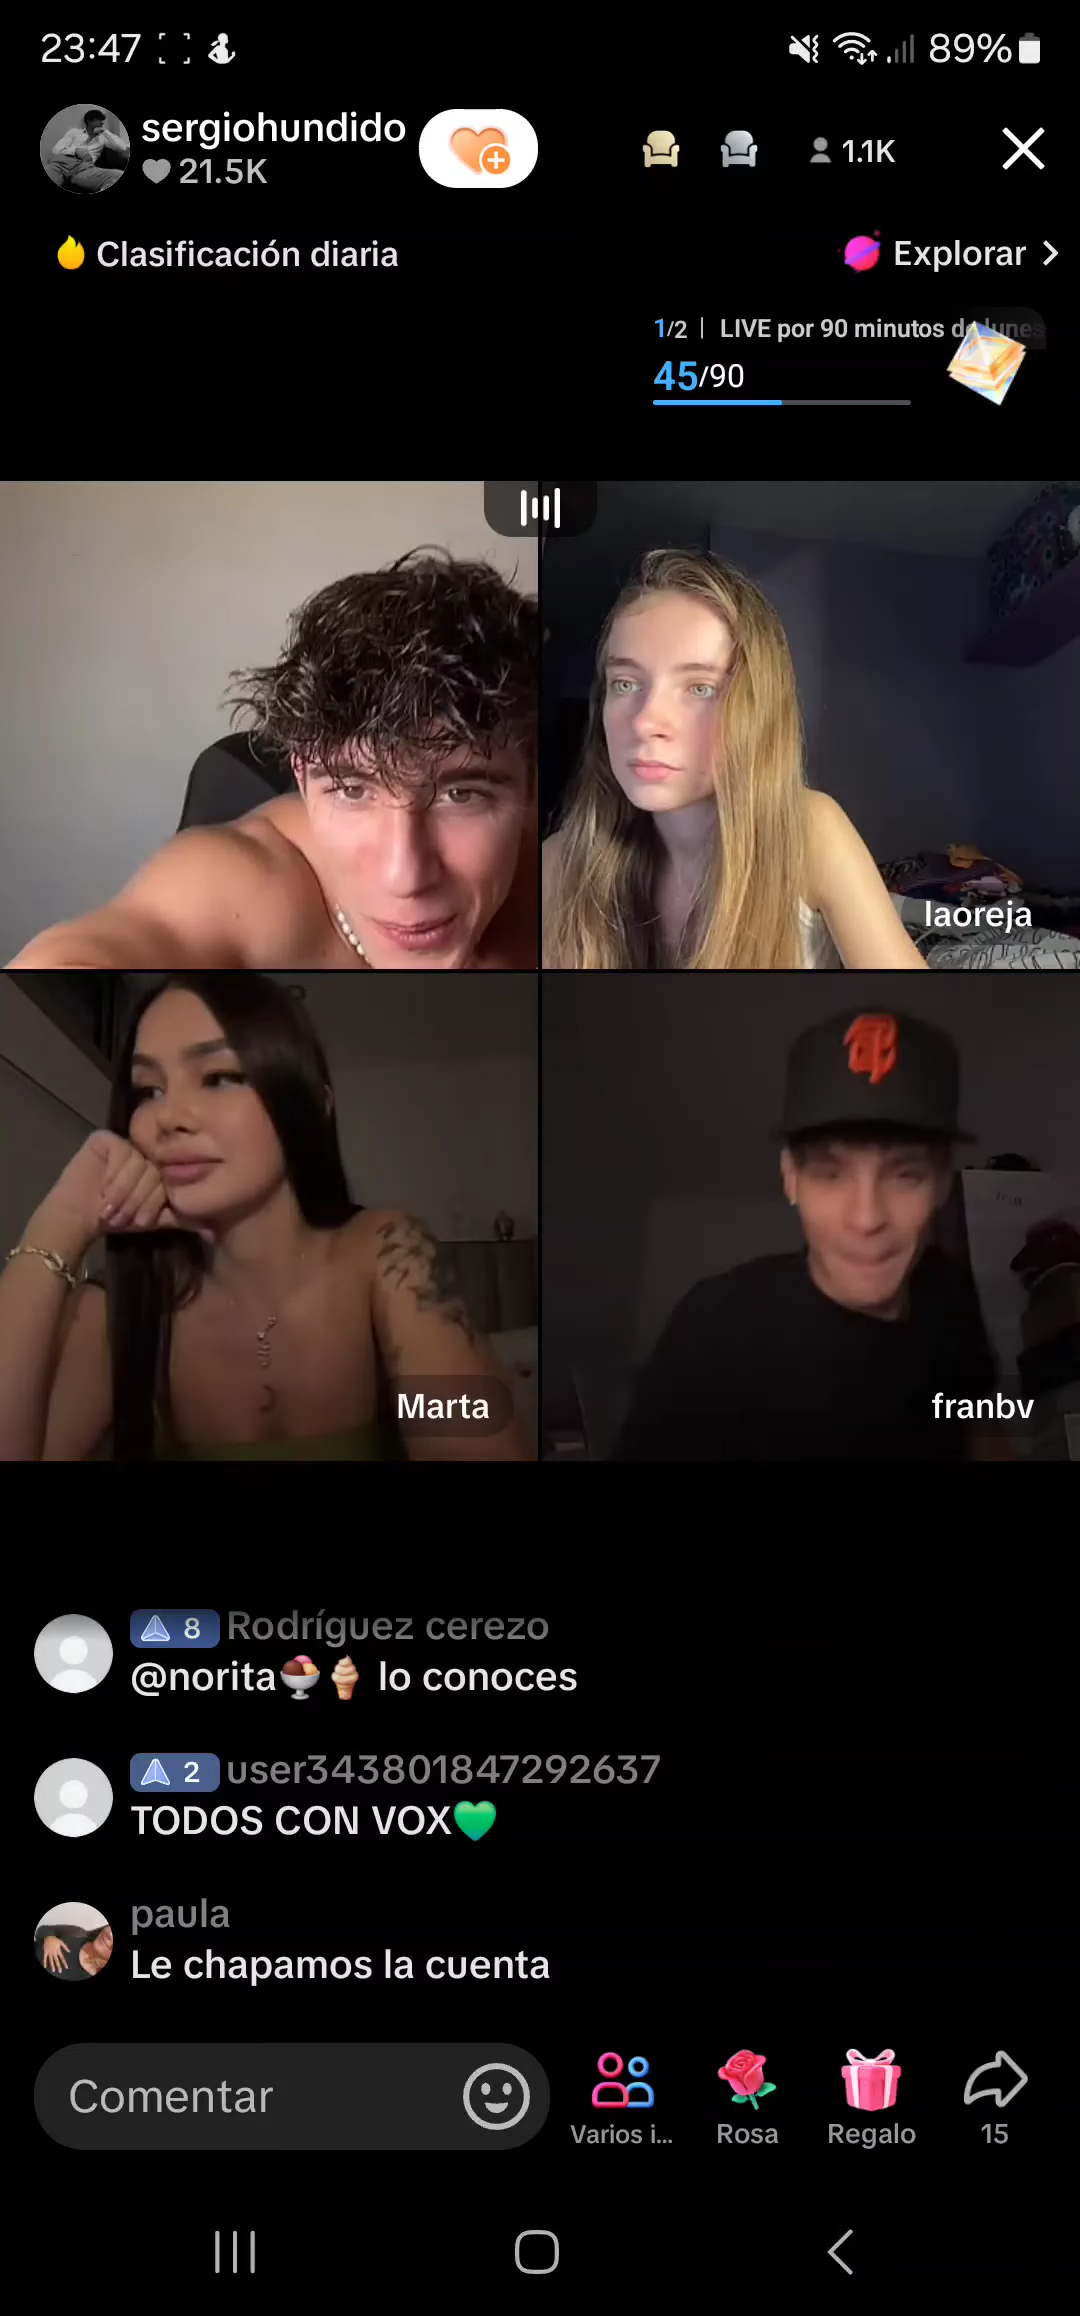 23:47
89%
sergiohundido
21.5K
1.1K
Clasificación diaria
Explorar
1/2 | LIVE por 90 minutos de lunes
45/90
laoreja
Marta
franbv
8 Rodríguez cerezo
@norita🍨🍦 lo conoces
2 user343801847292637
TODOS CON VOX💚
paula
Le chapamos la cuenta
Comentar
Varios i...
Rosa
Regalo
15